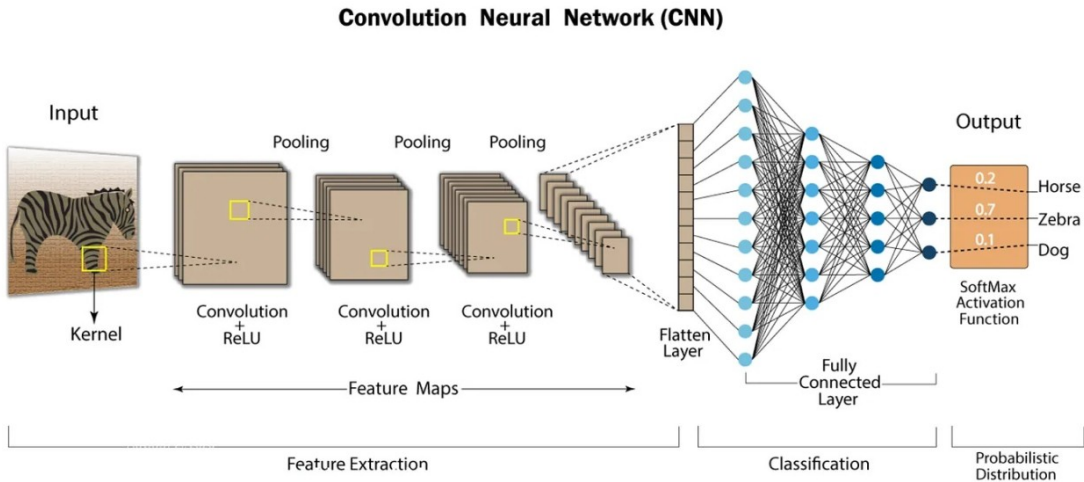 Convolution Neural Network (CNN)
Input
Kernel
Pooling
Pooling
Pooling
Convolution
+
ReLU
Convolution
+
ReLU
Convolution
+
ReLU
Feature Maps
Flatten
Layer
Fully
Connected
Layer
Output
0.2
0.7
0.1
Horse
Zebra
Dog
SoftMax
Activation
Function
Feature Extraction
Classification
Probabilistic
Distribution